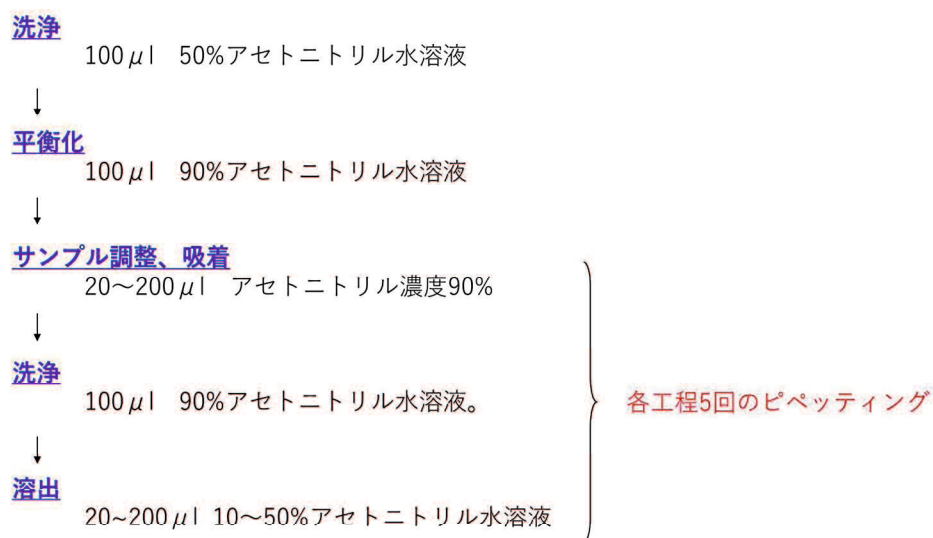 洗浄
100μl 50%アセトニトリル水溶液
↓
平衡化
100μl 90%アセトニトリル水溶液
↓
サンプル調整、吸着
20～200μl アセトニトリル濃度90%
↓
洗浄
100μl 90%アセトニトリル水溶液。
各工程5回のピペッティング
↓
溶出
20~200μl 10～50%アセトニトリル水溶液